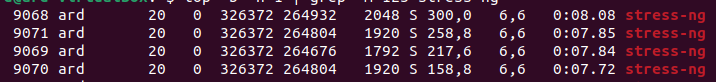 9068 ard 20 0 326372 264932 2048 S 300,0 6,6 0:08.08 stress-ng
9071 ard 20 0 326372 264804 1920 S 258,8 6,6 0:07.85 stress-ng
9069 ard 20 0 326372 264676 1792 S 217,6 6,6 0:07.84 stress-ng
9070 ard 20 0 326372 264804 1920 S 158,8 6,6 0:07.72 stress-ng